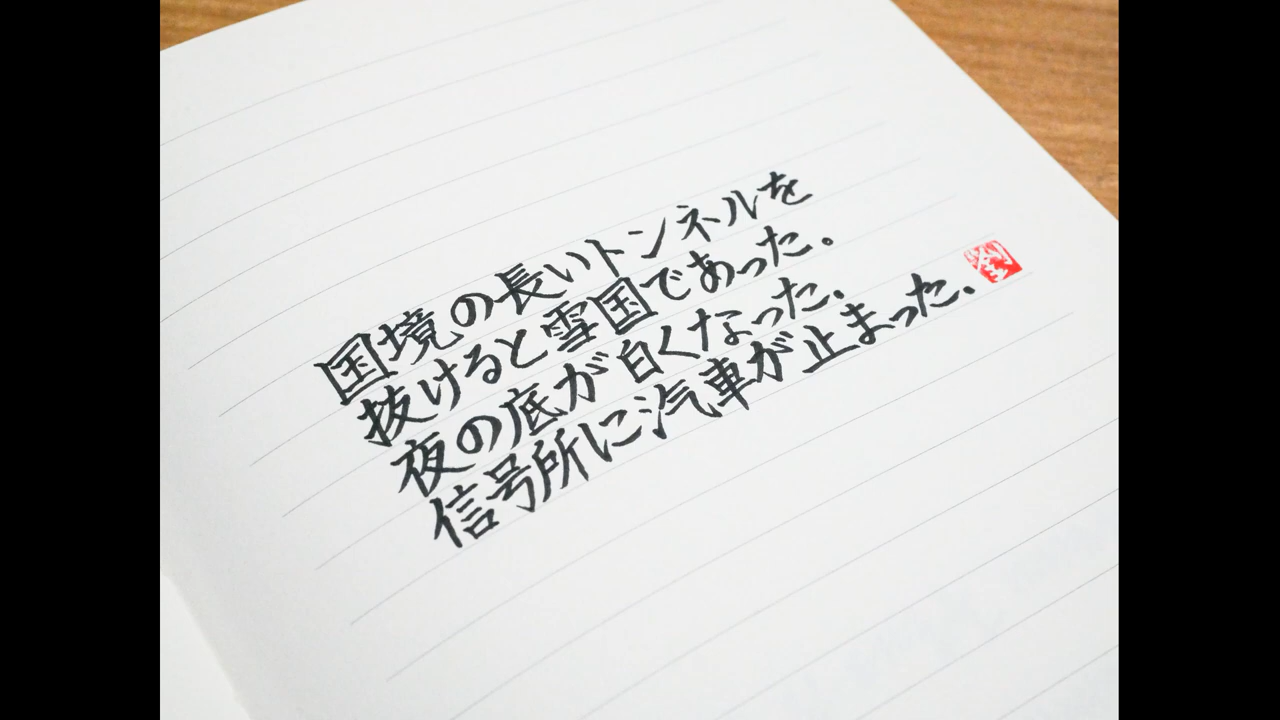 国境の長いトンネルを
抜けると雪国であった。
夜の底が白くなった。
信号所に汽車が止まった。
劉